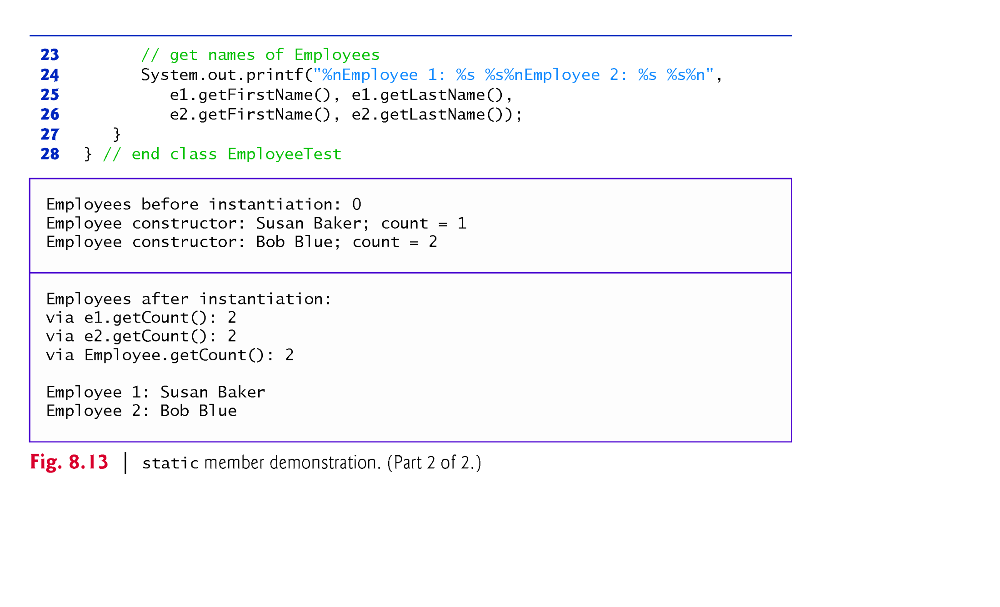 23 // get names of Employees
24 System.out.printf("%nEmployee 1: %s %s%nEmployee 2: %s %s%n",
25 e1.getFirstName(), e1.getLastName(),
26 e2.getFirstName(), e2.getLastName());
27 }
28 } // end class EmployeeTest
Employees before instantiation: 0
Employee constructor: Susan Baker; count = 1
Employee constructor: Bob Blue; count = 2
Employees after instantiation:
via e1.getCount(): 2
via e2.getCount(): 2
via Employee.getCount(): 2
Employee 1: Susan Baker
Employee 2: Bob Blue
Fig. 8.13 | static member demonstration. (Part 2 of 2.)